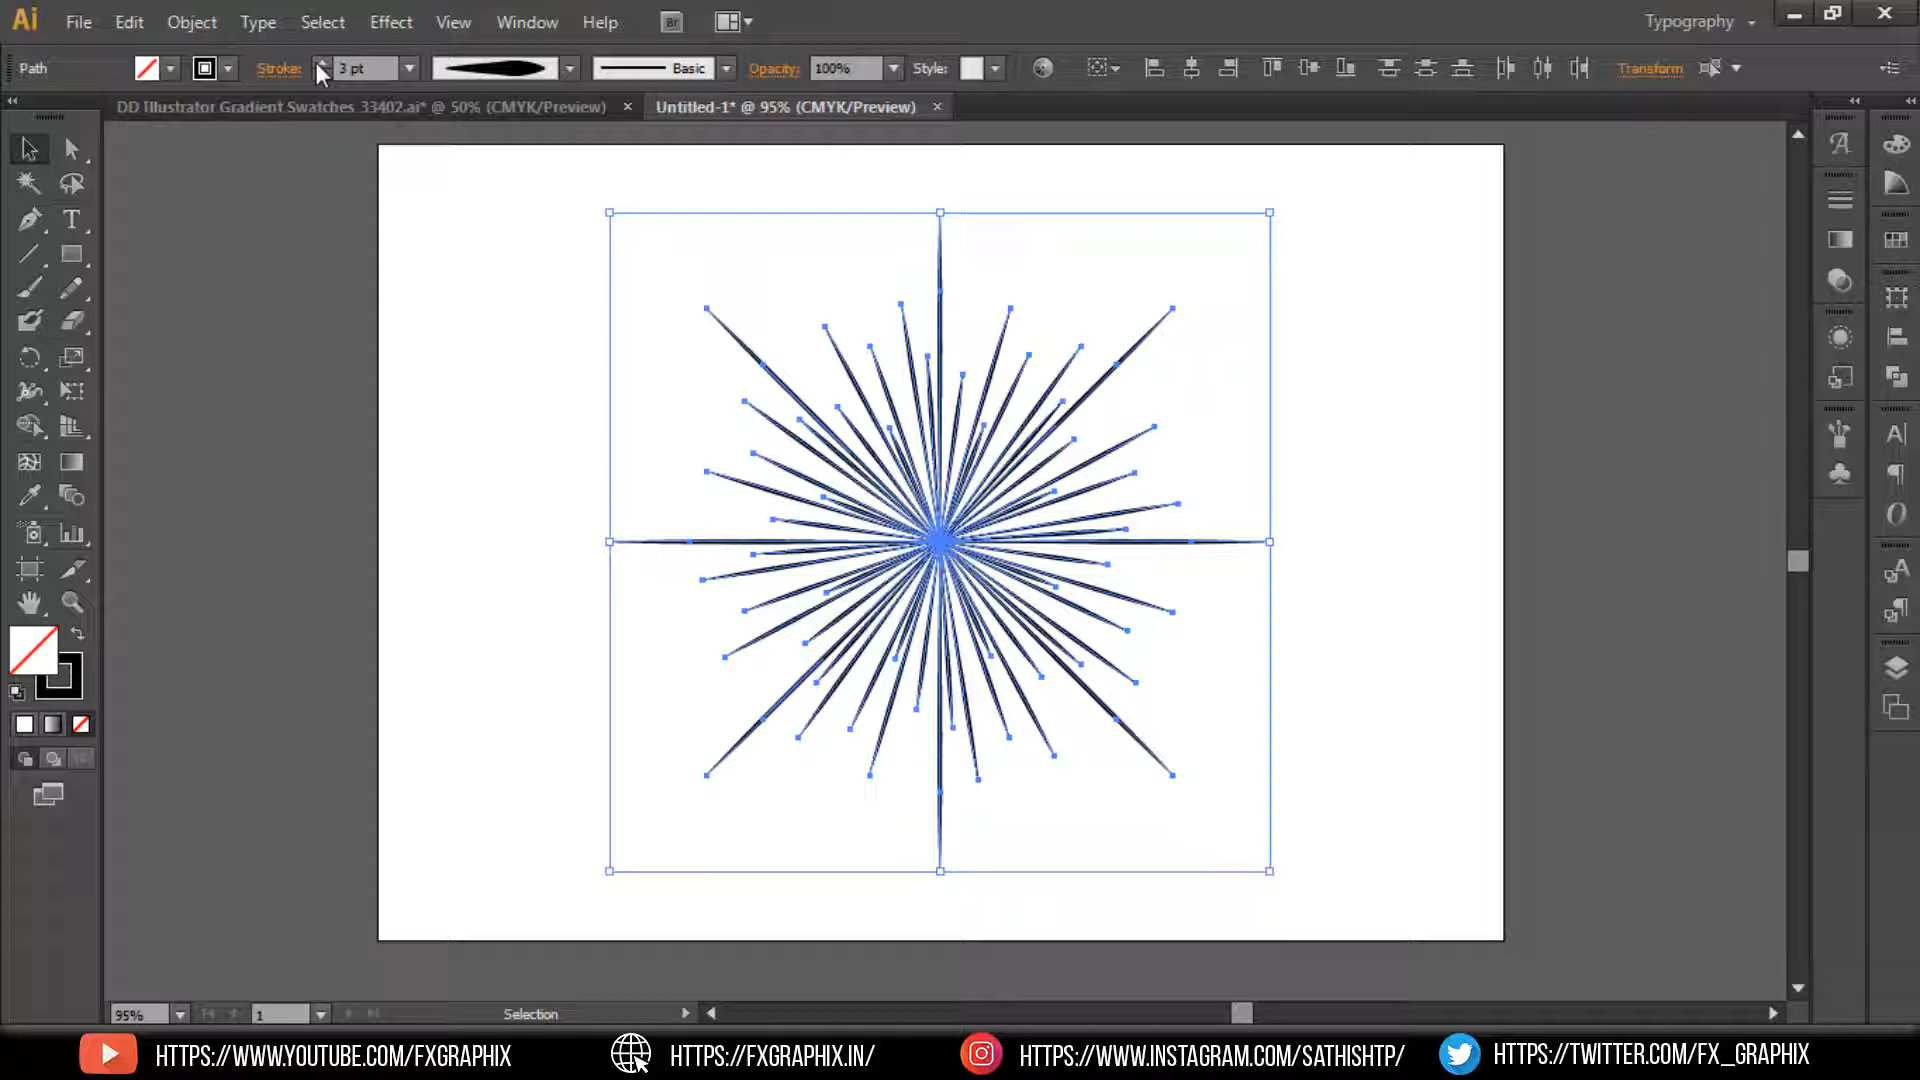 Ai File Edit Object Type Select Effect View Window Help Br Typography
Path Stroke: 3 pt Basic Opacity: 100% Style: Transform
DD Illustrator Gradient Swatches 33402.ai* @ 50% (CMYK/Preview) × Untitled-1* @ 95% (CMYK/Preview) ×
95% 1 Selection
HTTPS://WWW.YOUTUBE.COM/FXGRAPHIX HTTPS://FXGRAPHIX.IN/ HTTPS://WWW.INSTAGRAM.COM/SATHISHTP/ HTTPS://TWITTER.COM/FX_GRAPHIX